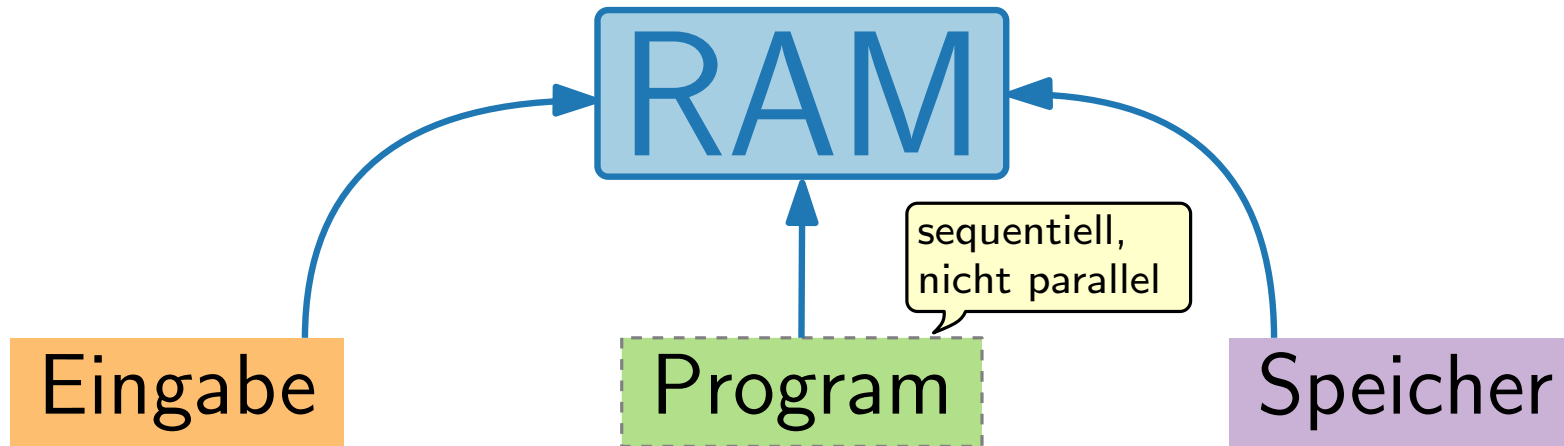 RAM
sequentiell,
nicht parallel
Eingabe
Program
Speicher